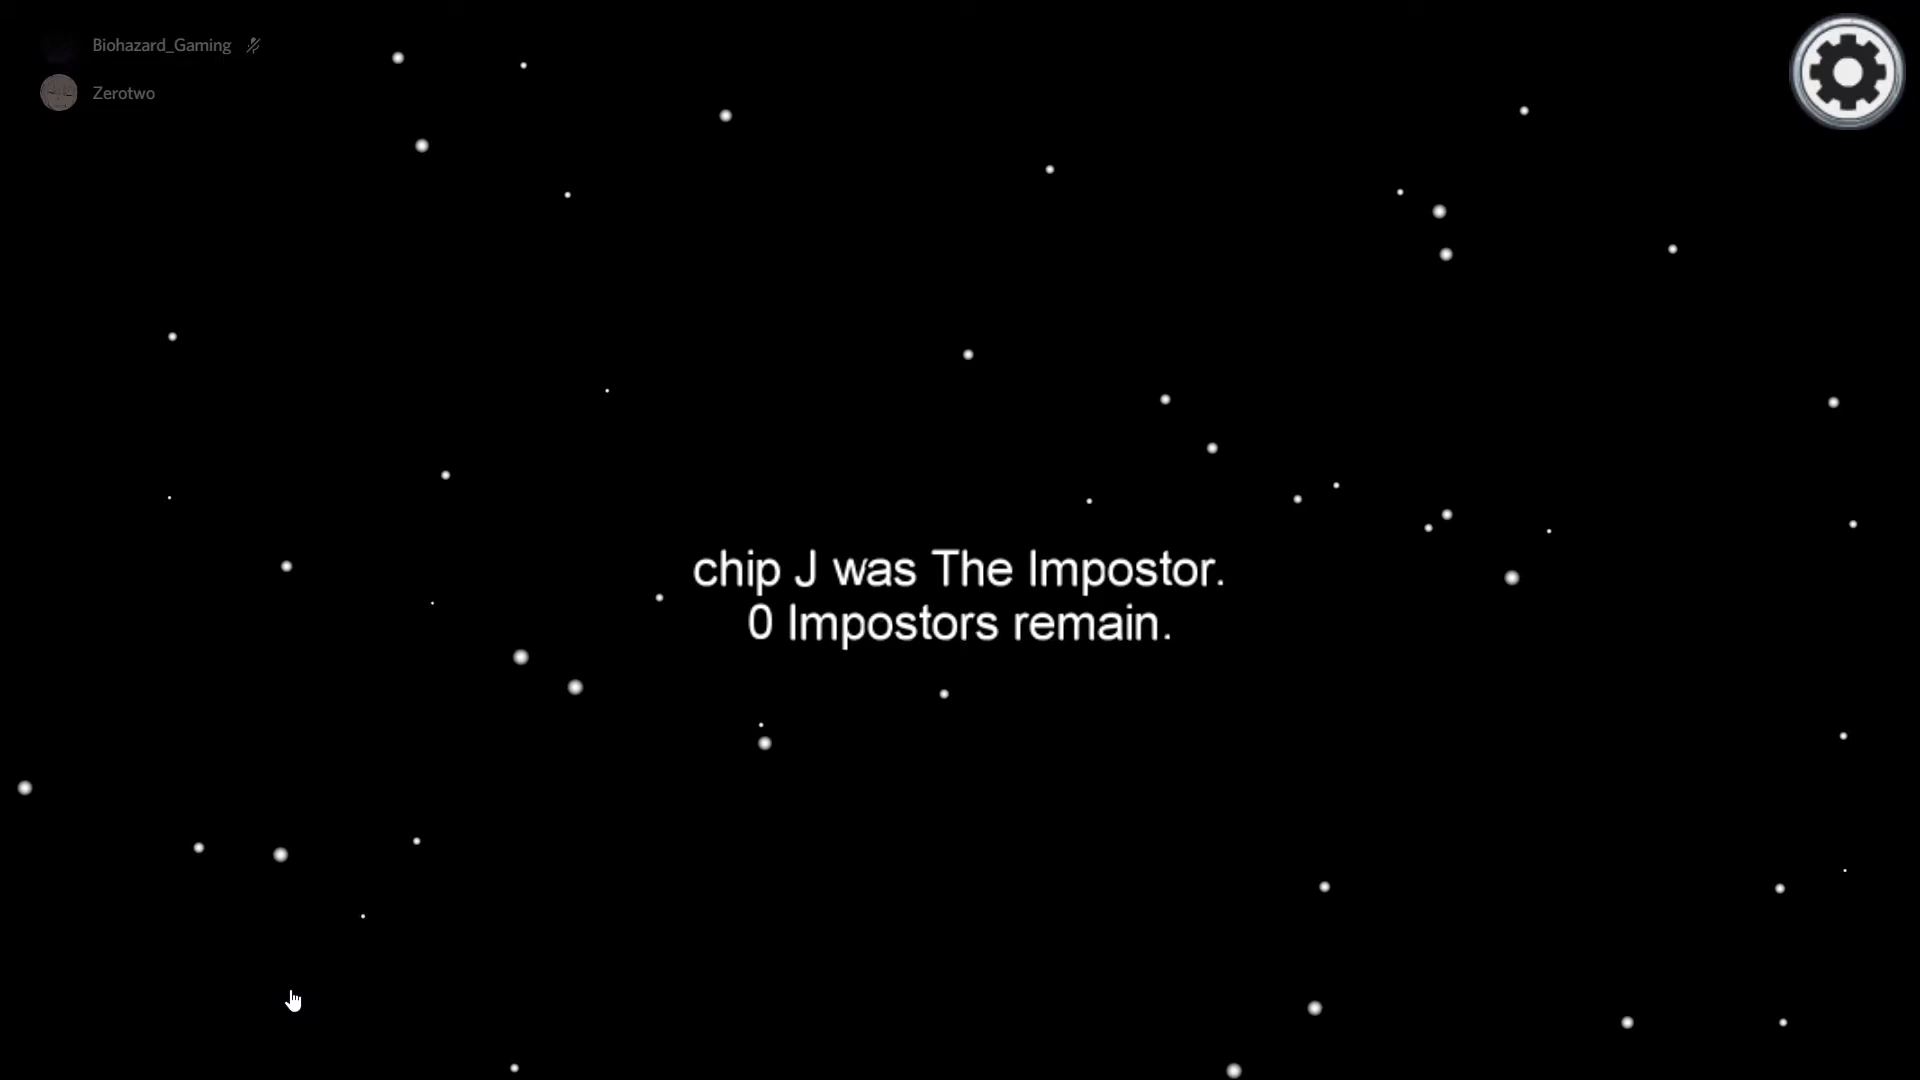 Biohazard_Gaming
Zerotwo
chip J was The Impostor.
0 Impostors remain.